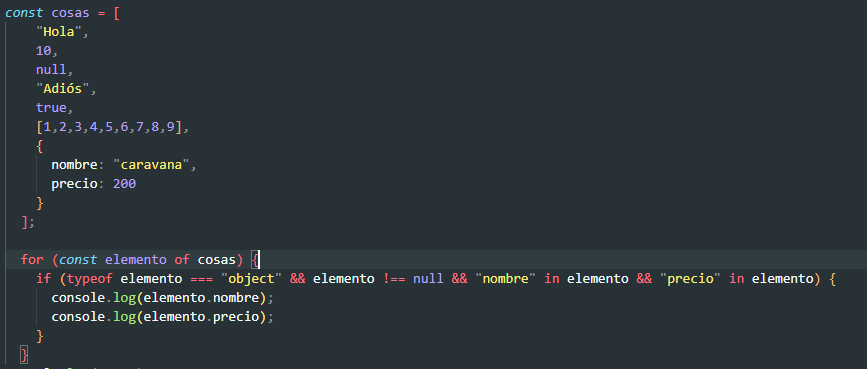 const cosas = [
"Hola",
10,
null,
"Adiós",
true,
[1,2,3,4,5,6,7,8,9],
{
nombre: "caravana",
precio: 200
}
];
for (const elemento of cosas) {
if (typeof elemento === "object" && elemento !== null && "nombre" in elemento && "precio" in elemento) {
console.log(elemento.nombre);
console.log(elemento.precio);
}
}